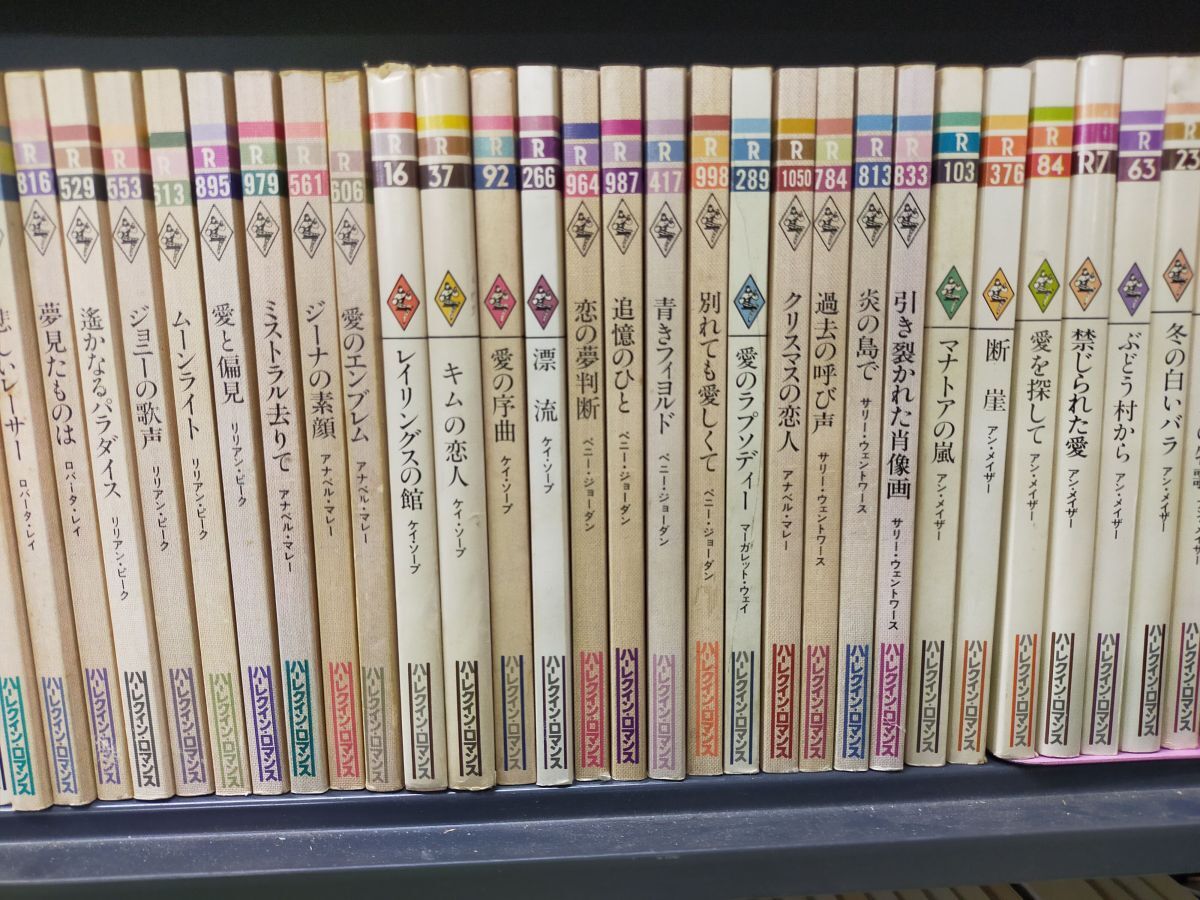 悲しいレーサー
ハーレクイン・ロマンス
R
816
夢見たものは
ロバータ・レイ
ハーレクイン・ロマンス
R
529
遙かなるパラダイス
リリアン・ピーク
ハーレクイン・ロマンス
R
553
ジョニーの歌声
リリアン・ピーク
ハーレクイン・ロマンス
R
613
ムーンライト
リリアン・ピーク
ハーレクイン・ロマンス
R
895
愛と偏見
リリアン・ピーク
ハーレクイン・ロマンス
R
979
ミストラル去りて
アナベル・マレー
ハーレクイン・ロマンス
R
561
ジーナの素顔
アナベル・マレー
ハーレクイン・ロマンス
R
606
愛のエンブレム
アナベル・マレー
ハーレクイン・ロマンス
R
16
レイリングスの館
ケイ・ソープ
ハーレクイン・ロマンス
R
37
キムの恋人
ケイ・ソープ
ハーレクイン・ロマンス
R
92
愛の序曲
ケイ・ソープ
ハーレクイン・ロマンス
R
266
漂流
ケイ・ソープ
ハーレクイン・ロマンス
R
964
恋の夢判断
ペニー・ジョーダン
ハーレクイン・ロマンス
R
987
追憶のひと
ペニー・ジョーダン
ハーレクイン・ロマンス
R
417
青きフィヨルド
ペニー・ジョーダン
ハーレクイン・ロマンス
R
998
別れても愛しくて
ペニー・ジョーダン
ハーレクイン・ロマンス
R
289
愛のラプソディー
マーガレット・ウェイ
ハーレクイン・ロマンス
R
1050
クリスマスの恋人
アナベル・マレー
ハーレクイン・ロマンス
R
784
過去の呼び声
サリー・ウェントワース
ハーレクイン・ロマンス
R
813
炎の島で
サリー・ウェントワース
ハーレクイン・ロマンス
R
833
引き裂かれた肖像画
サリー・ウェントワース
ハーレクイン・ロマンス
R
103
マナトアの嵐
アン・メイザー
ハーレクイン・ロマンス
R
376
断崖
アン・メイザー
ハーレクイン・ロマンス
R
84
愛を探して
アン・メイザー
ハーレクイン・ロマンス
R7
禁じられた愛
アン・メイザー
ハーレクイン・ロマンス
R
63
ぶどう村から
アン・メイザー
ハーレクイン・ロマンス
R
23
冬の白いバラ
アン・メイザー
ハーレクイン・ロマンス